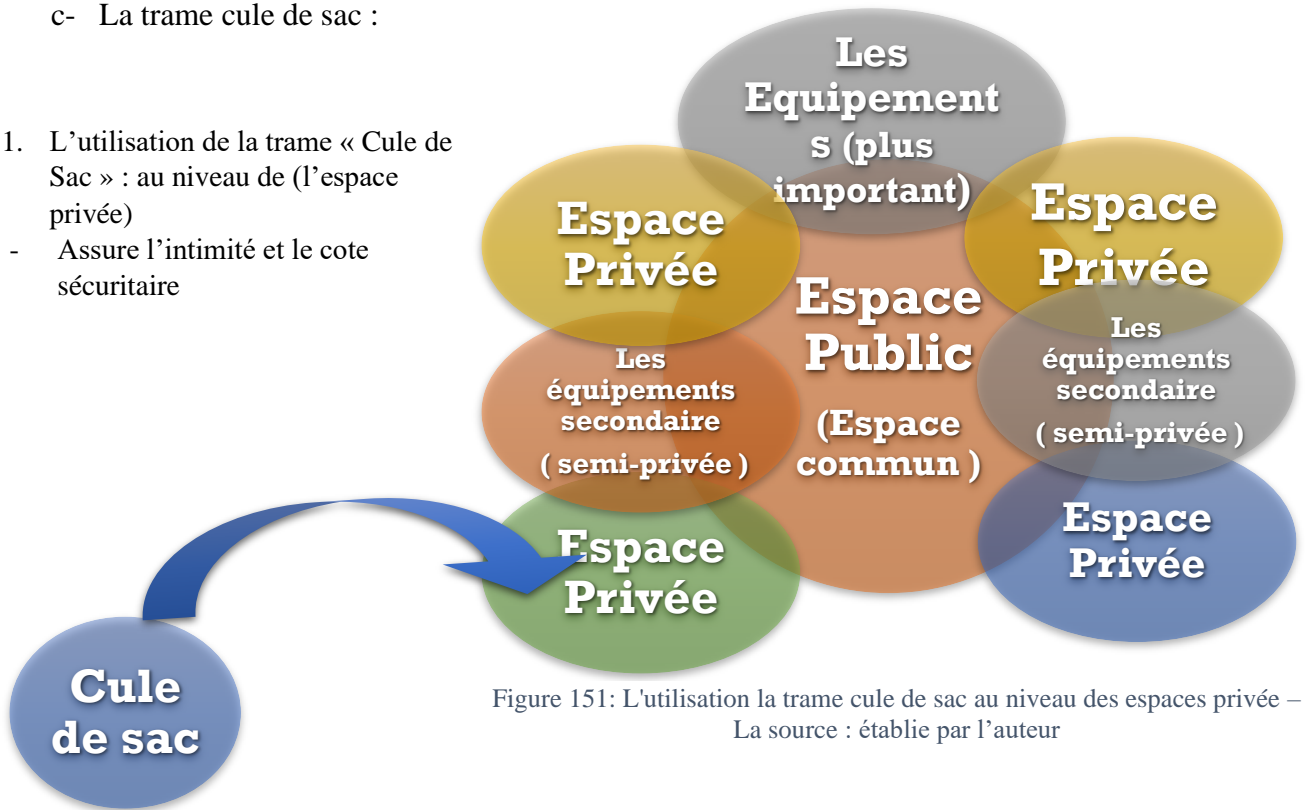 c- La trame cule de sac :
1. L’utilisation de la trame « Cule de
Sac » : au niveau de (l’espace
privée)
- Assure l’intimité et le cote
sécuritaire
Les
Equipement
s (plus
important)
Espace
Privée
Espace
Privée
Espace
Public
(Espace
commun )
Les
équipements
secondaire
( semi-privée )
Les
équipements
secondaire
( semi-privée )
Espace
Privée
Espace
Privée
Cule
de sac
Figure 151: L'utilisation la trame cule de sac au niveau des espaces privée –
La source : établie par l’auteur